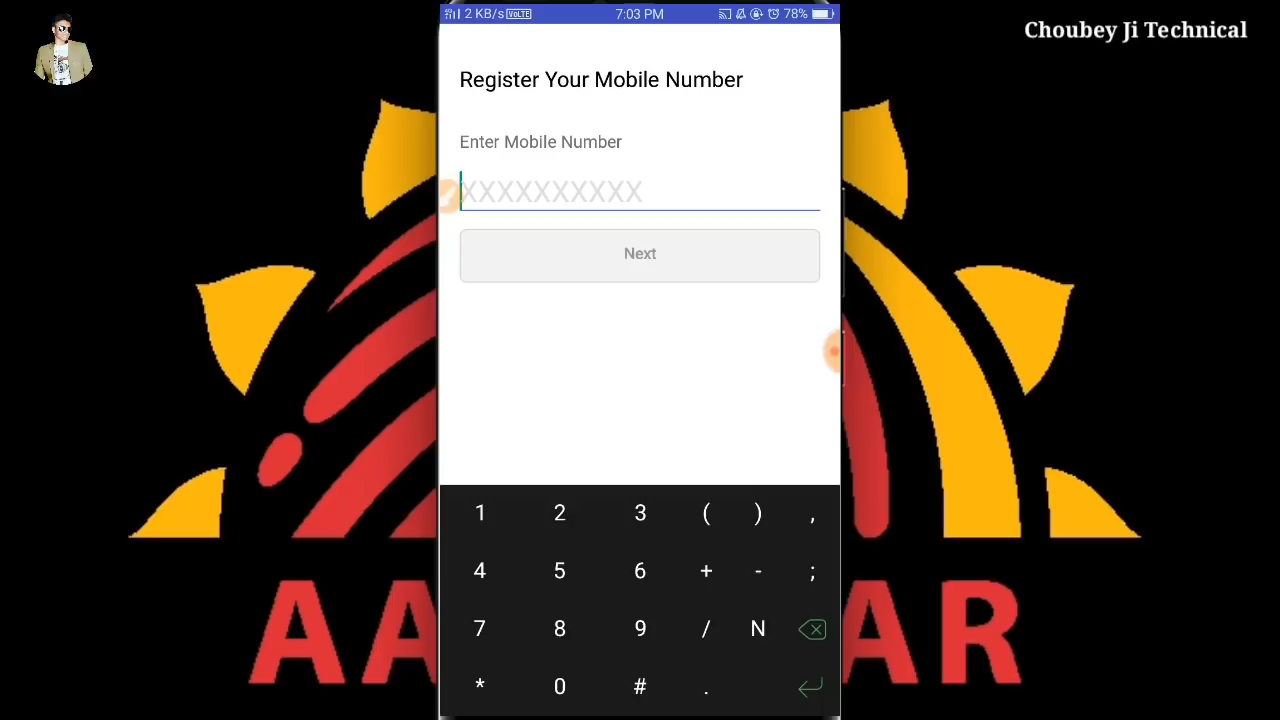 2 KB/s VoLTE 7:03 PM 78%
Choubey Ji Technical
Register Your Mobile Number
Enter Mobile Number
XXXXXXXXXX
Next
1 2 3 ( ) ,
4 5 6 + - ;
7 8 9 / N
* 0 # .
AA AR